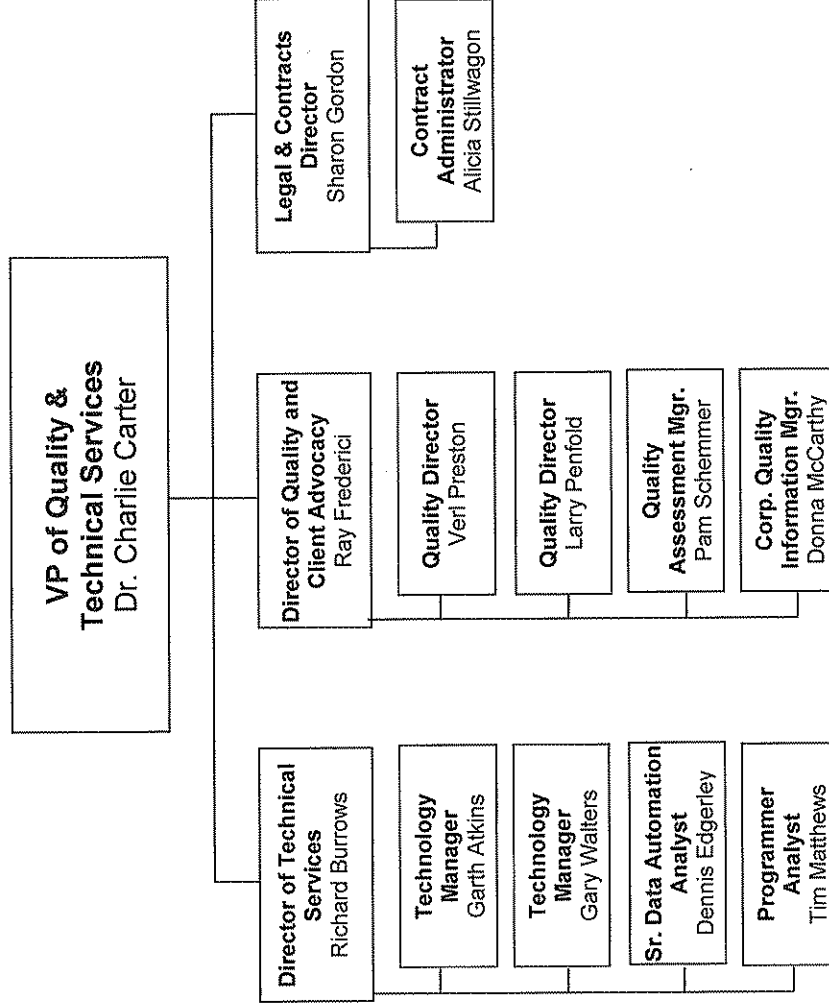 VP of Quality &
Technical Services
Dr. Charlie Carter
Director of Technical
Services
Richard Burrows
Technology
Manager
Garth Atkins
Technology
Manager
Gary Walters
Sr. Data Automation
Analyst
Dennis Edgerley
Programmer
Analyst
Tim Matthews
Director of Quality and
Client Advocacy
Ray Frederici
Quality Director
Verl Preston
Quality Director
Larry Penfold
Quality
Assessment Mgr.
Pam Schemmer
Corp. Quality
Information Mgr.
Donna McCarthy
Legal & Contracts
Director
Sharon Gordon
Contract
Administrator
Alicia Stillwagon